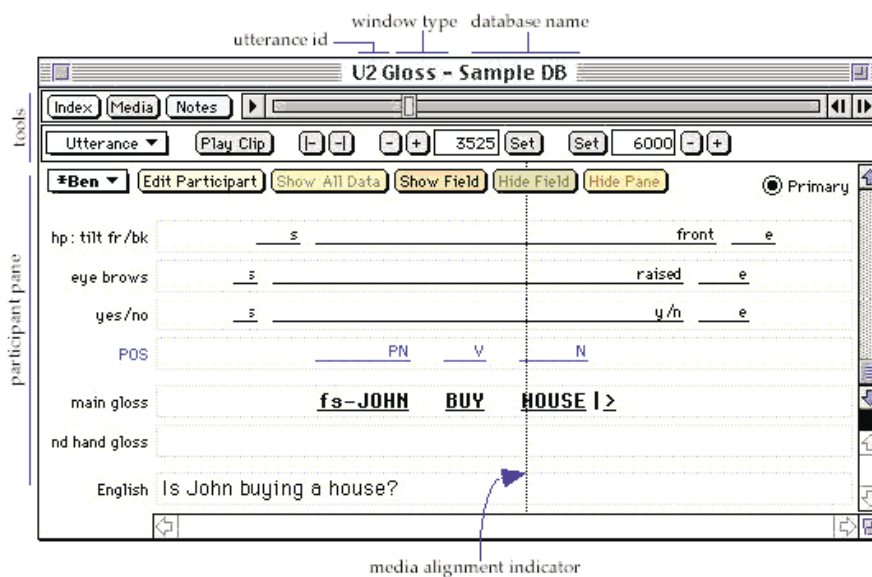 window type database name
utterance id
U2 Gloss - Sample DB
tools
Index Media Notes
Utterance Play Clip |- -| - + 3525 Set Set 6000 - +
participant pane
*Ben Edit Participart Show All Data Show Field Hide Field Hide Pane Primary
hp: tilt fr/bk s front e
eye brows s raised e
yes/no s y/n e
POS PN V N
main gloss fs-JOHN BUY HOUSE |>
nd hand gloss
English Is John buying a house?
media alignment indicator